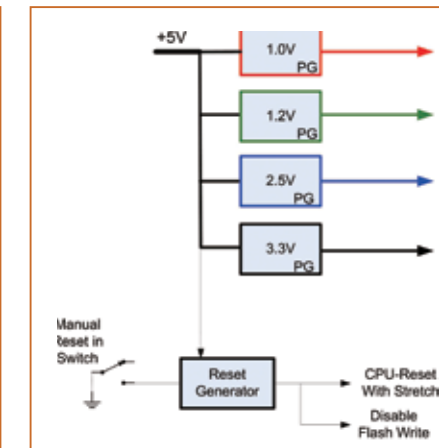 +5V
1.0V
PG
1.2V
PG
2.5V
PG
3.3V
PG
Manual
Reset in
Switch
Reset
Generator
CPU-Reset
With Stretch
Disable
Flash Write